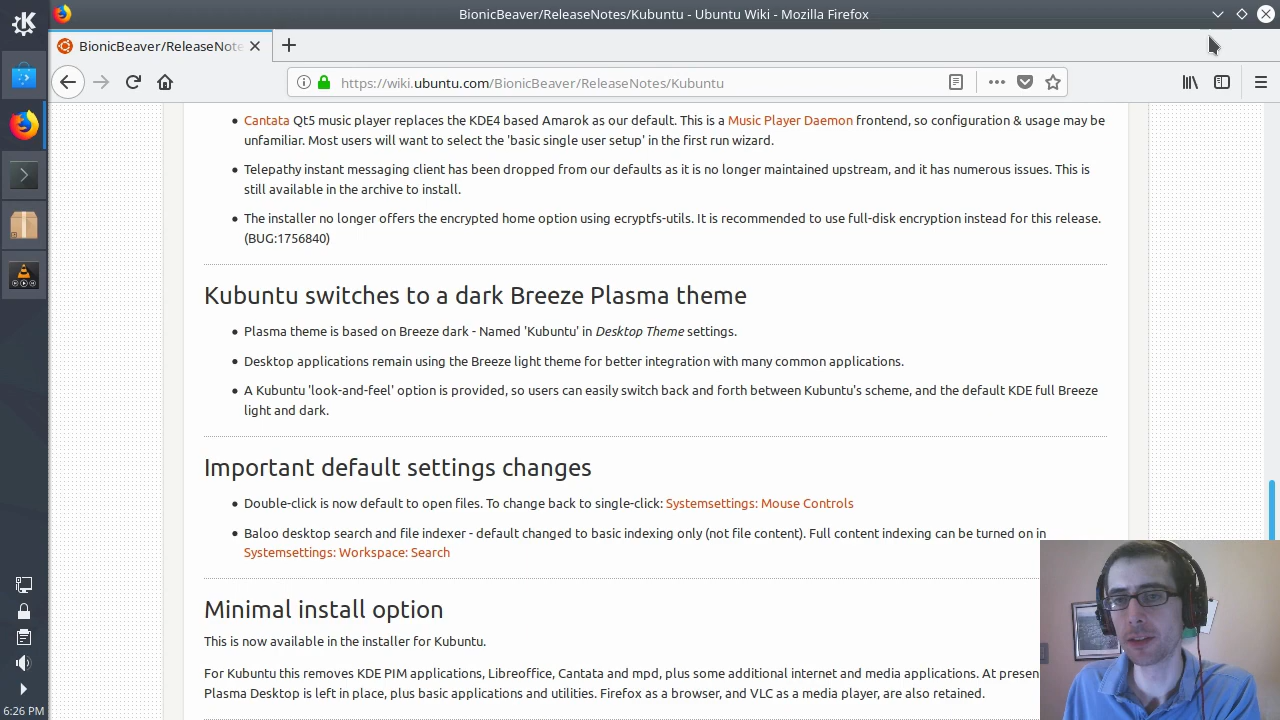 BionicBeaver/ReleaseNotes/Kubuntu - Ubuntu Wiki - Mozilla Firefox
BionicBeaver/ReleaseNote
https://wiki.ubuntu.com/BionicBeaver/ReleaseNotes/Kubuntu
Cantata Qt5 music player replaces the KDE4 based Amarok as our default. This is a Music Player Daemon frontend, so configuration & usage may be
unfamiliar. Most users will want to select the 'basic single user setup' in the first run wizard.
Telepathy instant messaging client has been dropped from our defaults as it is no longer maintained upstream, and it has numerous issues. This is
still available in the archive to install.
The installer no longer offers the encrypted home option using ecryptfs-utils. It is recommended to use full-disk encryption instead for this release.
(BUG:1756840)
Kubuntu switches to a dark Breeze Plasma theme
Plasma theme is based on Breeze dark - Named 'Kubuntu' in Desktop Theme settings.
Desktop applications remain using the Breeze light theme for better integration with many common applications.
A Kubuntu 'look-and-feel' option is provided, so users can easily switch back and forth between Kubuntu's scheme, and the default KDE full Breeze
light and dark.
Important default settings changes
Double-click is now default to open files. To change back to single-click: Systemsettings: Mouse Controls
Baloo desktop search and file indexer - default changed to basic indexing only (not file content). Full content indexing can be turned on in
Systemsettings: Workspace: Search
Minimal install option
This is now available in the installer for Kubuntu.
For Kubuntu this removes KDE PIM applications, Libreoffice, Cantata and mpd, plus some additional internet and media applications. At presen
Plasma Desktop is left in place, plus basic applications and utilities. Firefox as a browser, and VLC as a media player, are also retained.
6:26 PM